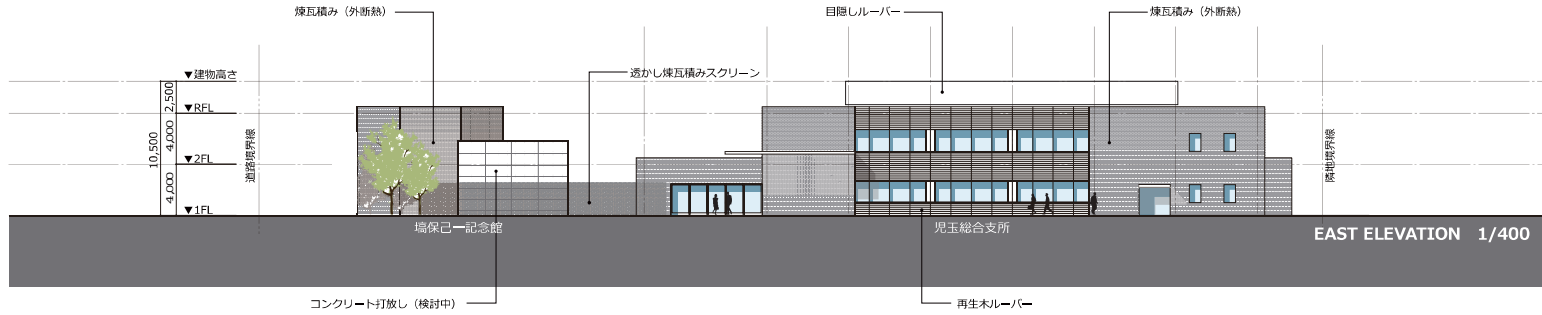 煉瓦積み（外断熱）
目隠しルーバー
煉瓦積み（外断熱）
透かし煉瓦積みスクリーン
▼建物高さ
2,500
▼RFL
10,500
4,000
▼2FL
4,000
▼1FL
道路境界線
隣地境界線
塙保己一記念館
児玉総合支所
EAST ELEVATION 1/400
コンクリート打放し（検討中）
再生木ルーバー